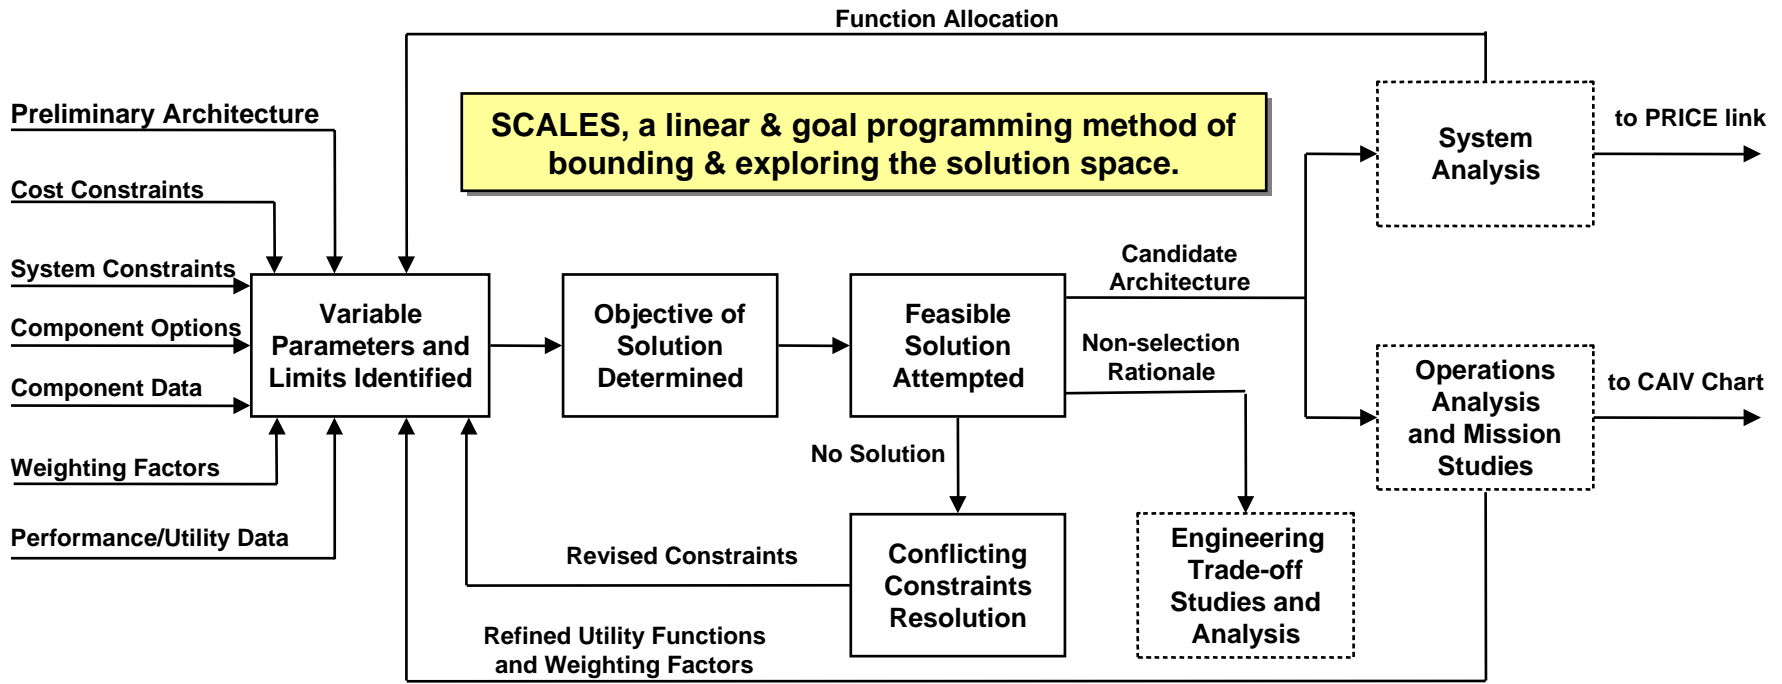 Function Allocation
Preliminary Architecture
SCALES, a linear & goal programming method of
bounding & exploring the solution space.
System
Analysis
to PRICE link
Cost Constraints
System Constraints
Component Options
Component Data
Variable
Parameters and
Limits Identified
Objective of
Solution
Determined
Feasible
Solution
Attempted
Candidate
Architecture
Non-selection
Rationale
Operations
Analysis
and Mission
Studies
to CAIV Chart
Weighting Factors
No Solution
Performance/Utility Data
Revised Constraints
Conflicting
Constraints
Resolution
Engineering
Trade-off
Studies and
Analysis
Refined Utility Functions
and Weighting Factors